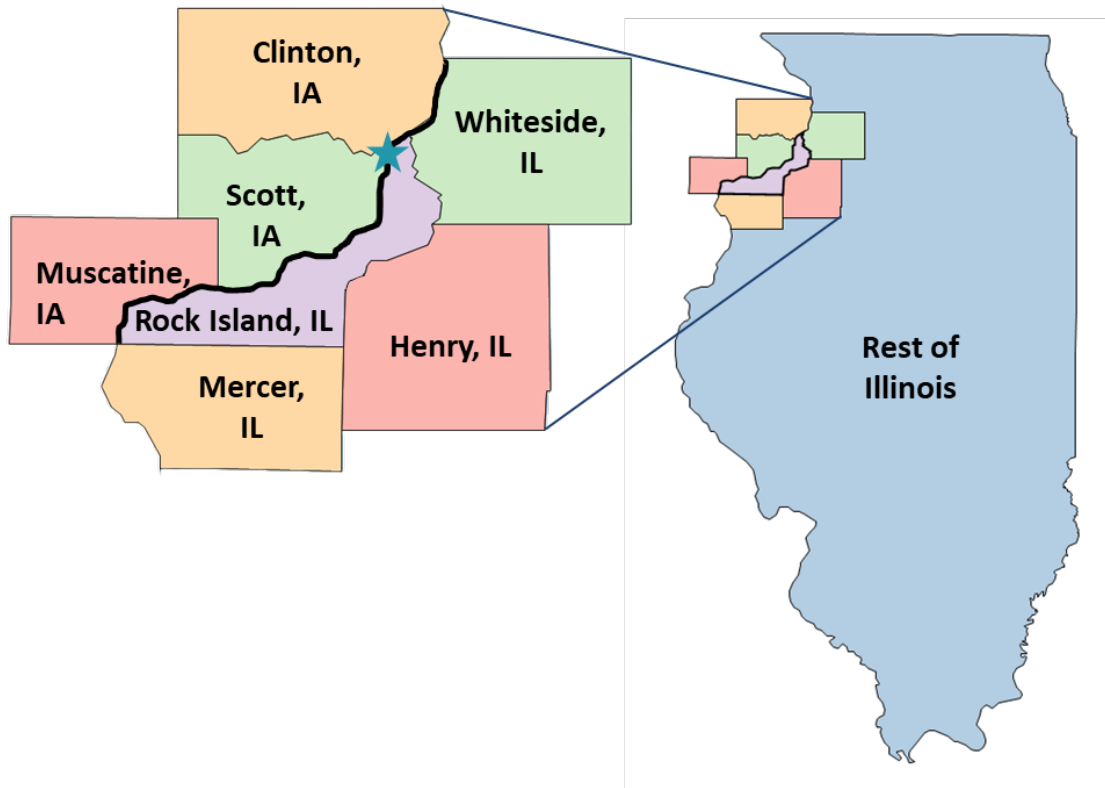 Clinton,
IA
Whiteside,
IL
Scott,
IA
Muscatine,
IA
Rock Island, IL
Henry, IL
Mercer,
IL
Rest of
Illinois